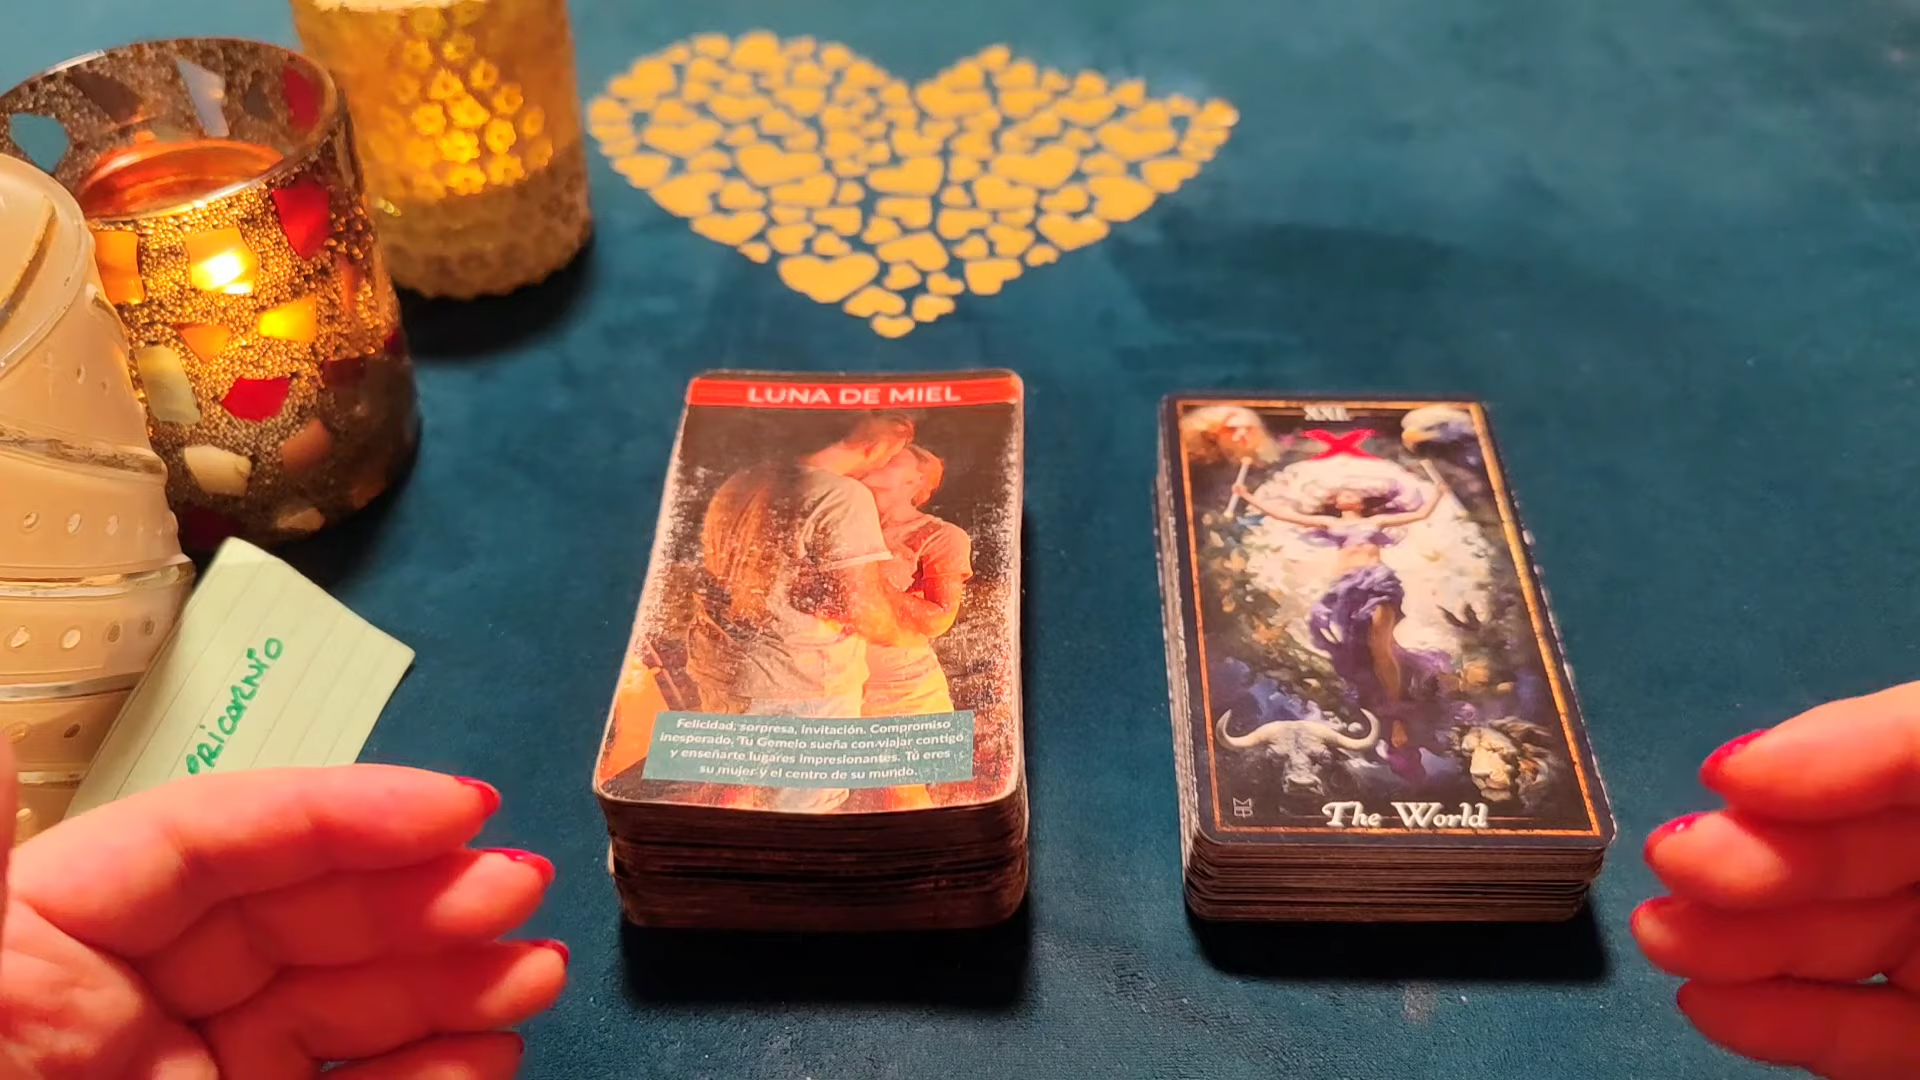 LUNA DE MIEL
Felicidad, sorpresa, invitación. Compromiso
inesperado. Tu Gemelo sueña con viajar contigo
y enseñarte lugares impresionantes. Tú eres
su mujer y el centro de su mundo.
XXI
The World
PRicoRNio